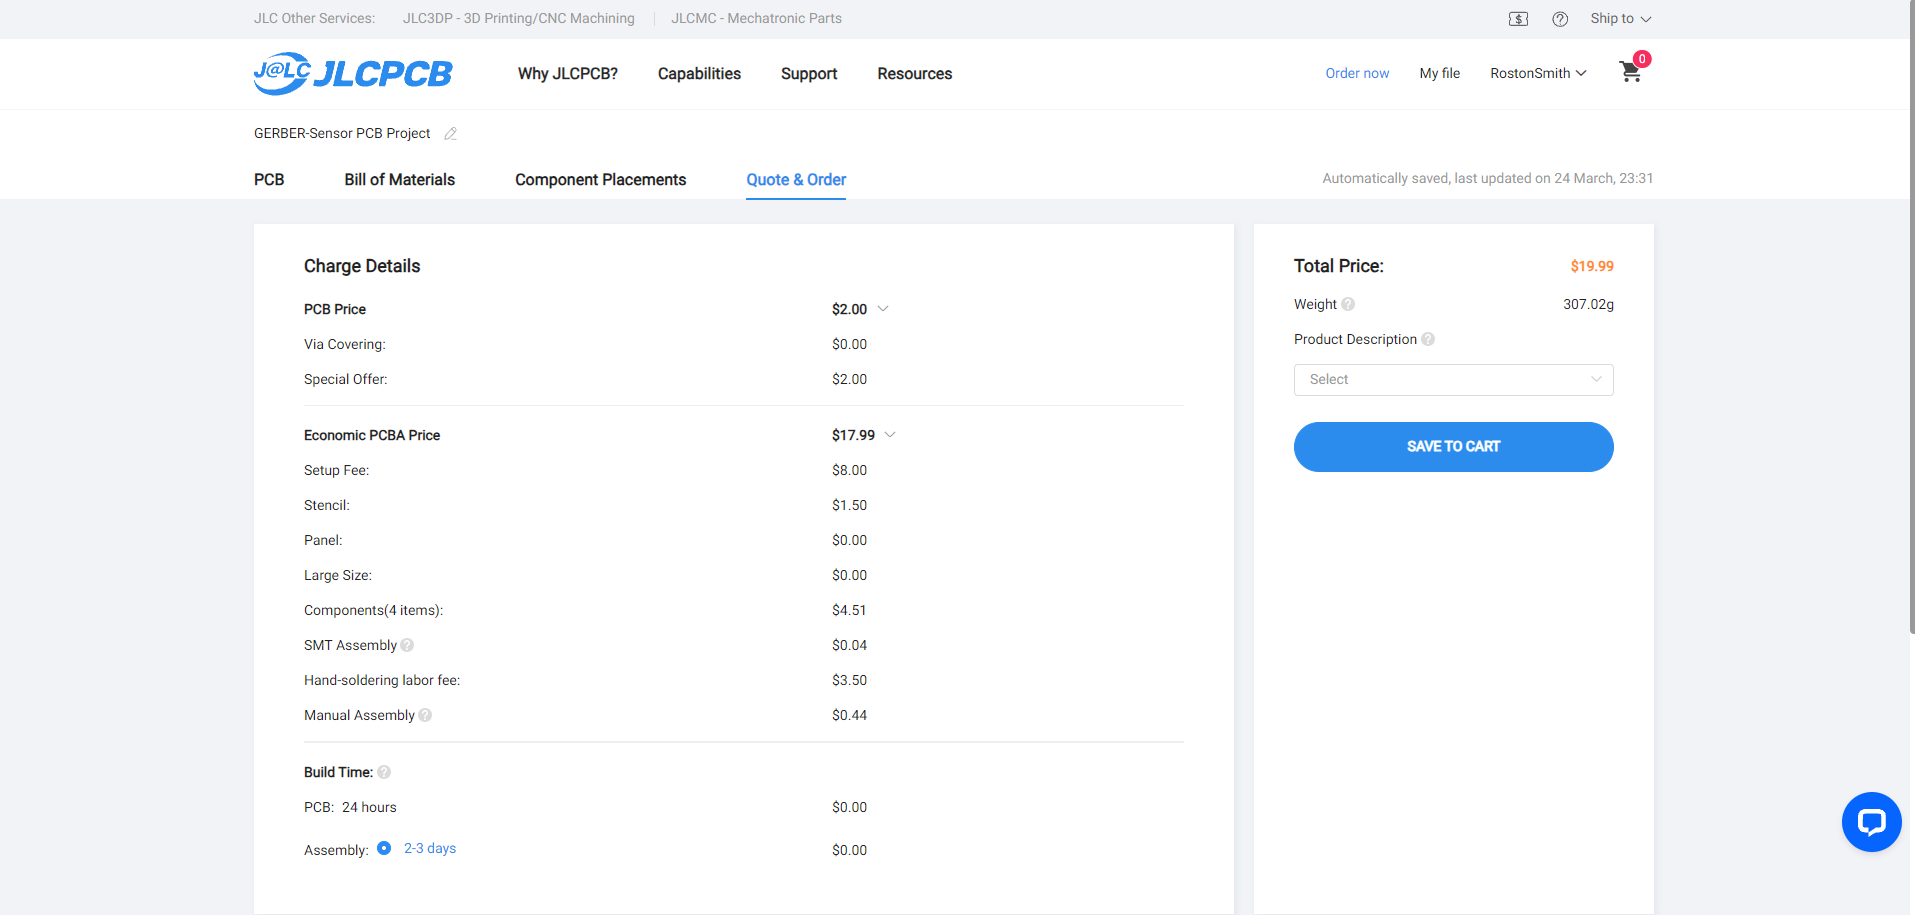 JLC Other Services: JLC3DP - 3D Printing/CNC Machining JLCMC - Mechatronic Parts $ ? Ship to
J@LC JLCPCB Why JLCPCB? Capabilities Support Resources Order now My file RostonSmith 0
GERBER-Sensor PCB Project
PCB Bill of Materials Component Placements Quote & Order Automatically saved, last updated on 24 March, 23:31
Charge Details
PCB Price $2.00
Via Covering: $0.00
Special Offer: $2.00
Economic PCBA Price $17.99
Setup Fee: $8.00
Stencil: $1.50
Panel: $0.00
Large Size: $0.00
Components(4 items): $4.51
SMT Assembly ? $0.04
Hand-soldering labor fee: $3.50
Manual Assembly ? $0.44
Build Time: ?
PCB: 24 hours $0.00
Assembly: 2-3 days $0.00
Total Price: $19.99
Weight ? 307.02g
Product Description ?
Select
SAVE TO CART